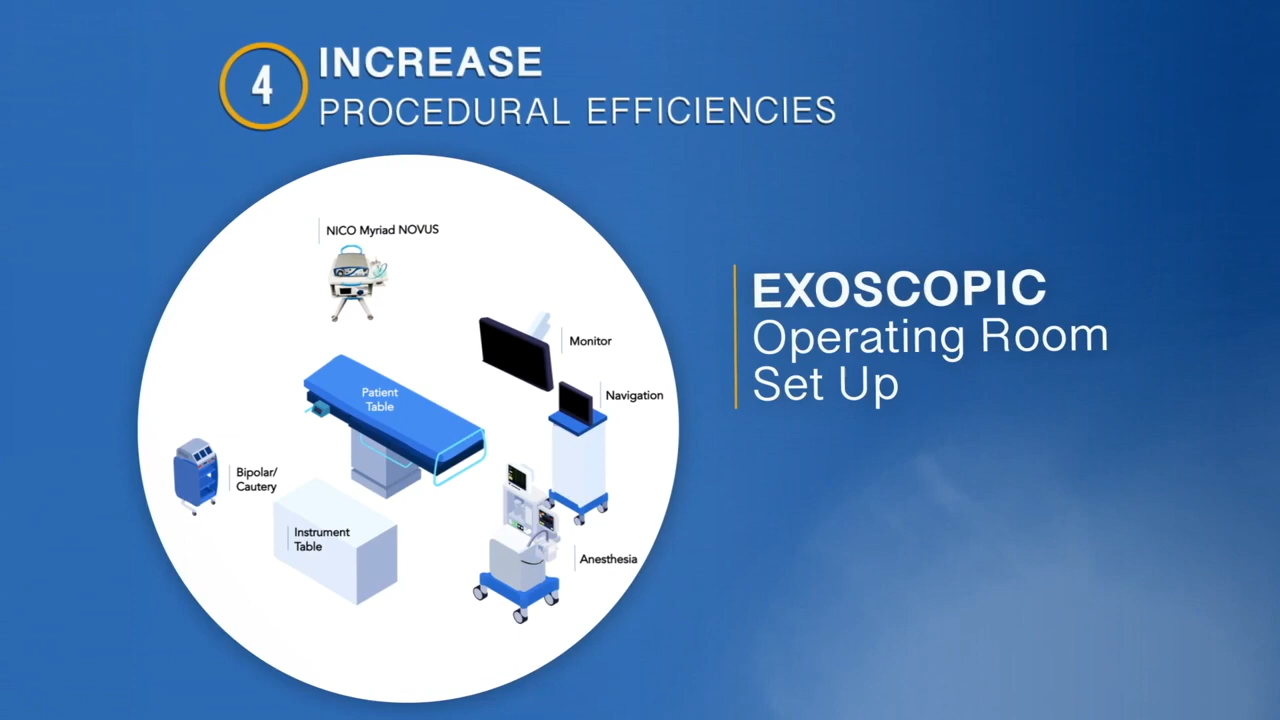 4
INCREASE
PROCEDURAL EFFICIENCIES
NICO Myriad NOVUS
Monitor
Navigation
Patient
Table
Bipolar/
Cautery
Instrument
Table
Anesthesia
EXOSCOPIC
Operating Room
Set Up